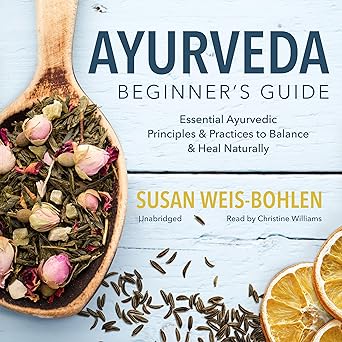 AYURVEDA
BEGINNER'S GUIDE
Essential Ayurvedic
Principles & Practices to Balance
& Heal Naturally
SUSAN WEIS-BOHLEN
Unabridged Read by Christine Williams